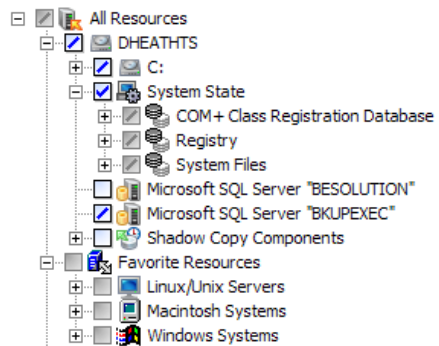 All Resources
DHEATHTS
C:
System State
COM+ Class Registration Database
Registry
System Files
Microsoft SQL Server "BESOLUTION"
Microsoft SQL Server "BKUPEXEC"
Shadow Copy Components
Favorite Resources
Linux/Unix Servers
Macintosh Systems
Windows Systems